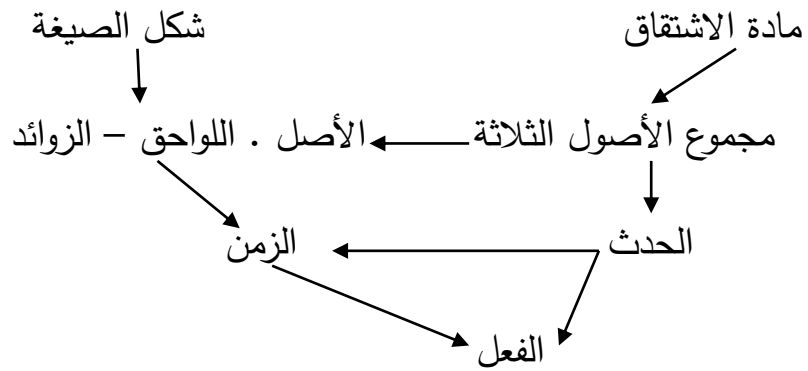 مادة الاشتقاق شكل الصيغة
مجموع الأصول الثلاثة الأصل . اللواحق – الزوائد
الحدث الزمن
الفعل